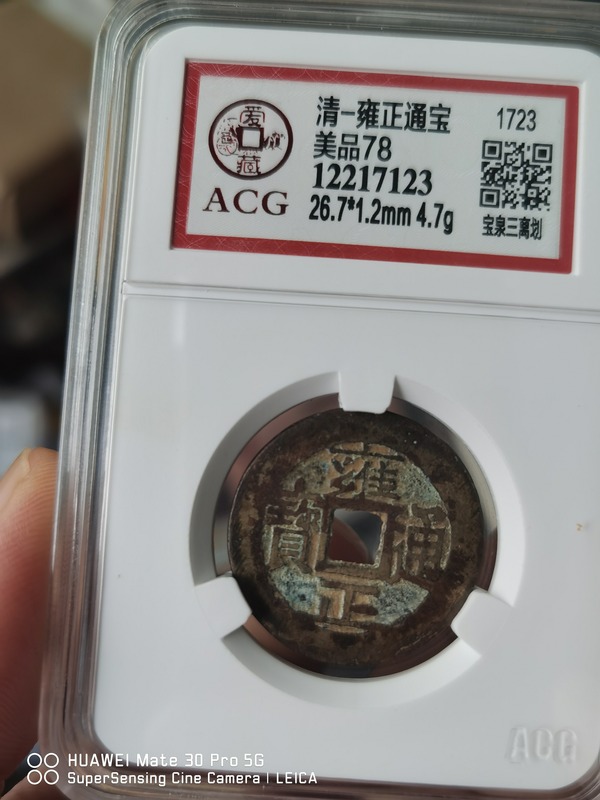 爱
藏
ACG
清-雍正通宝
美品78
12217123
26.7*1.2mm 4.7g
1723
宝泉三离划
雍
正
通
寳
ACG
HUAWEI Mate 30 Pro 5G
SuperSensing Cine Camera | LEICA